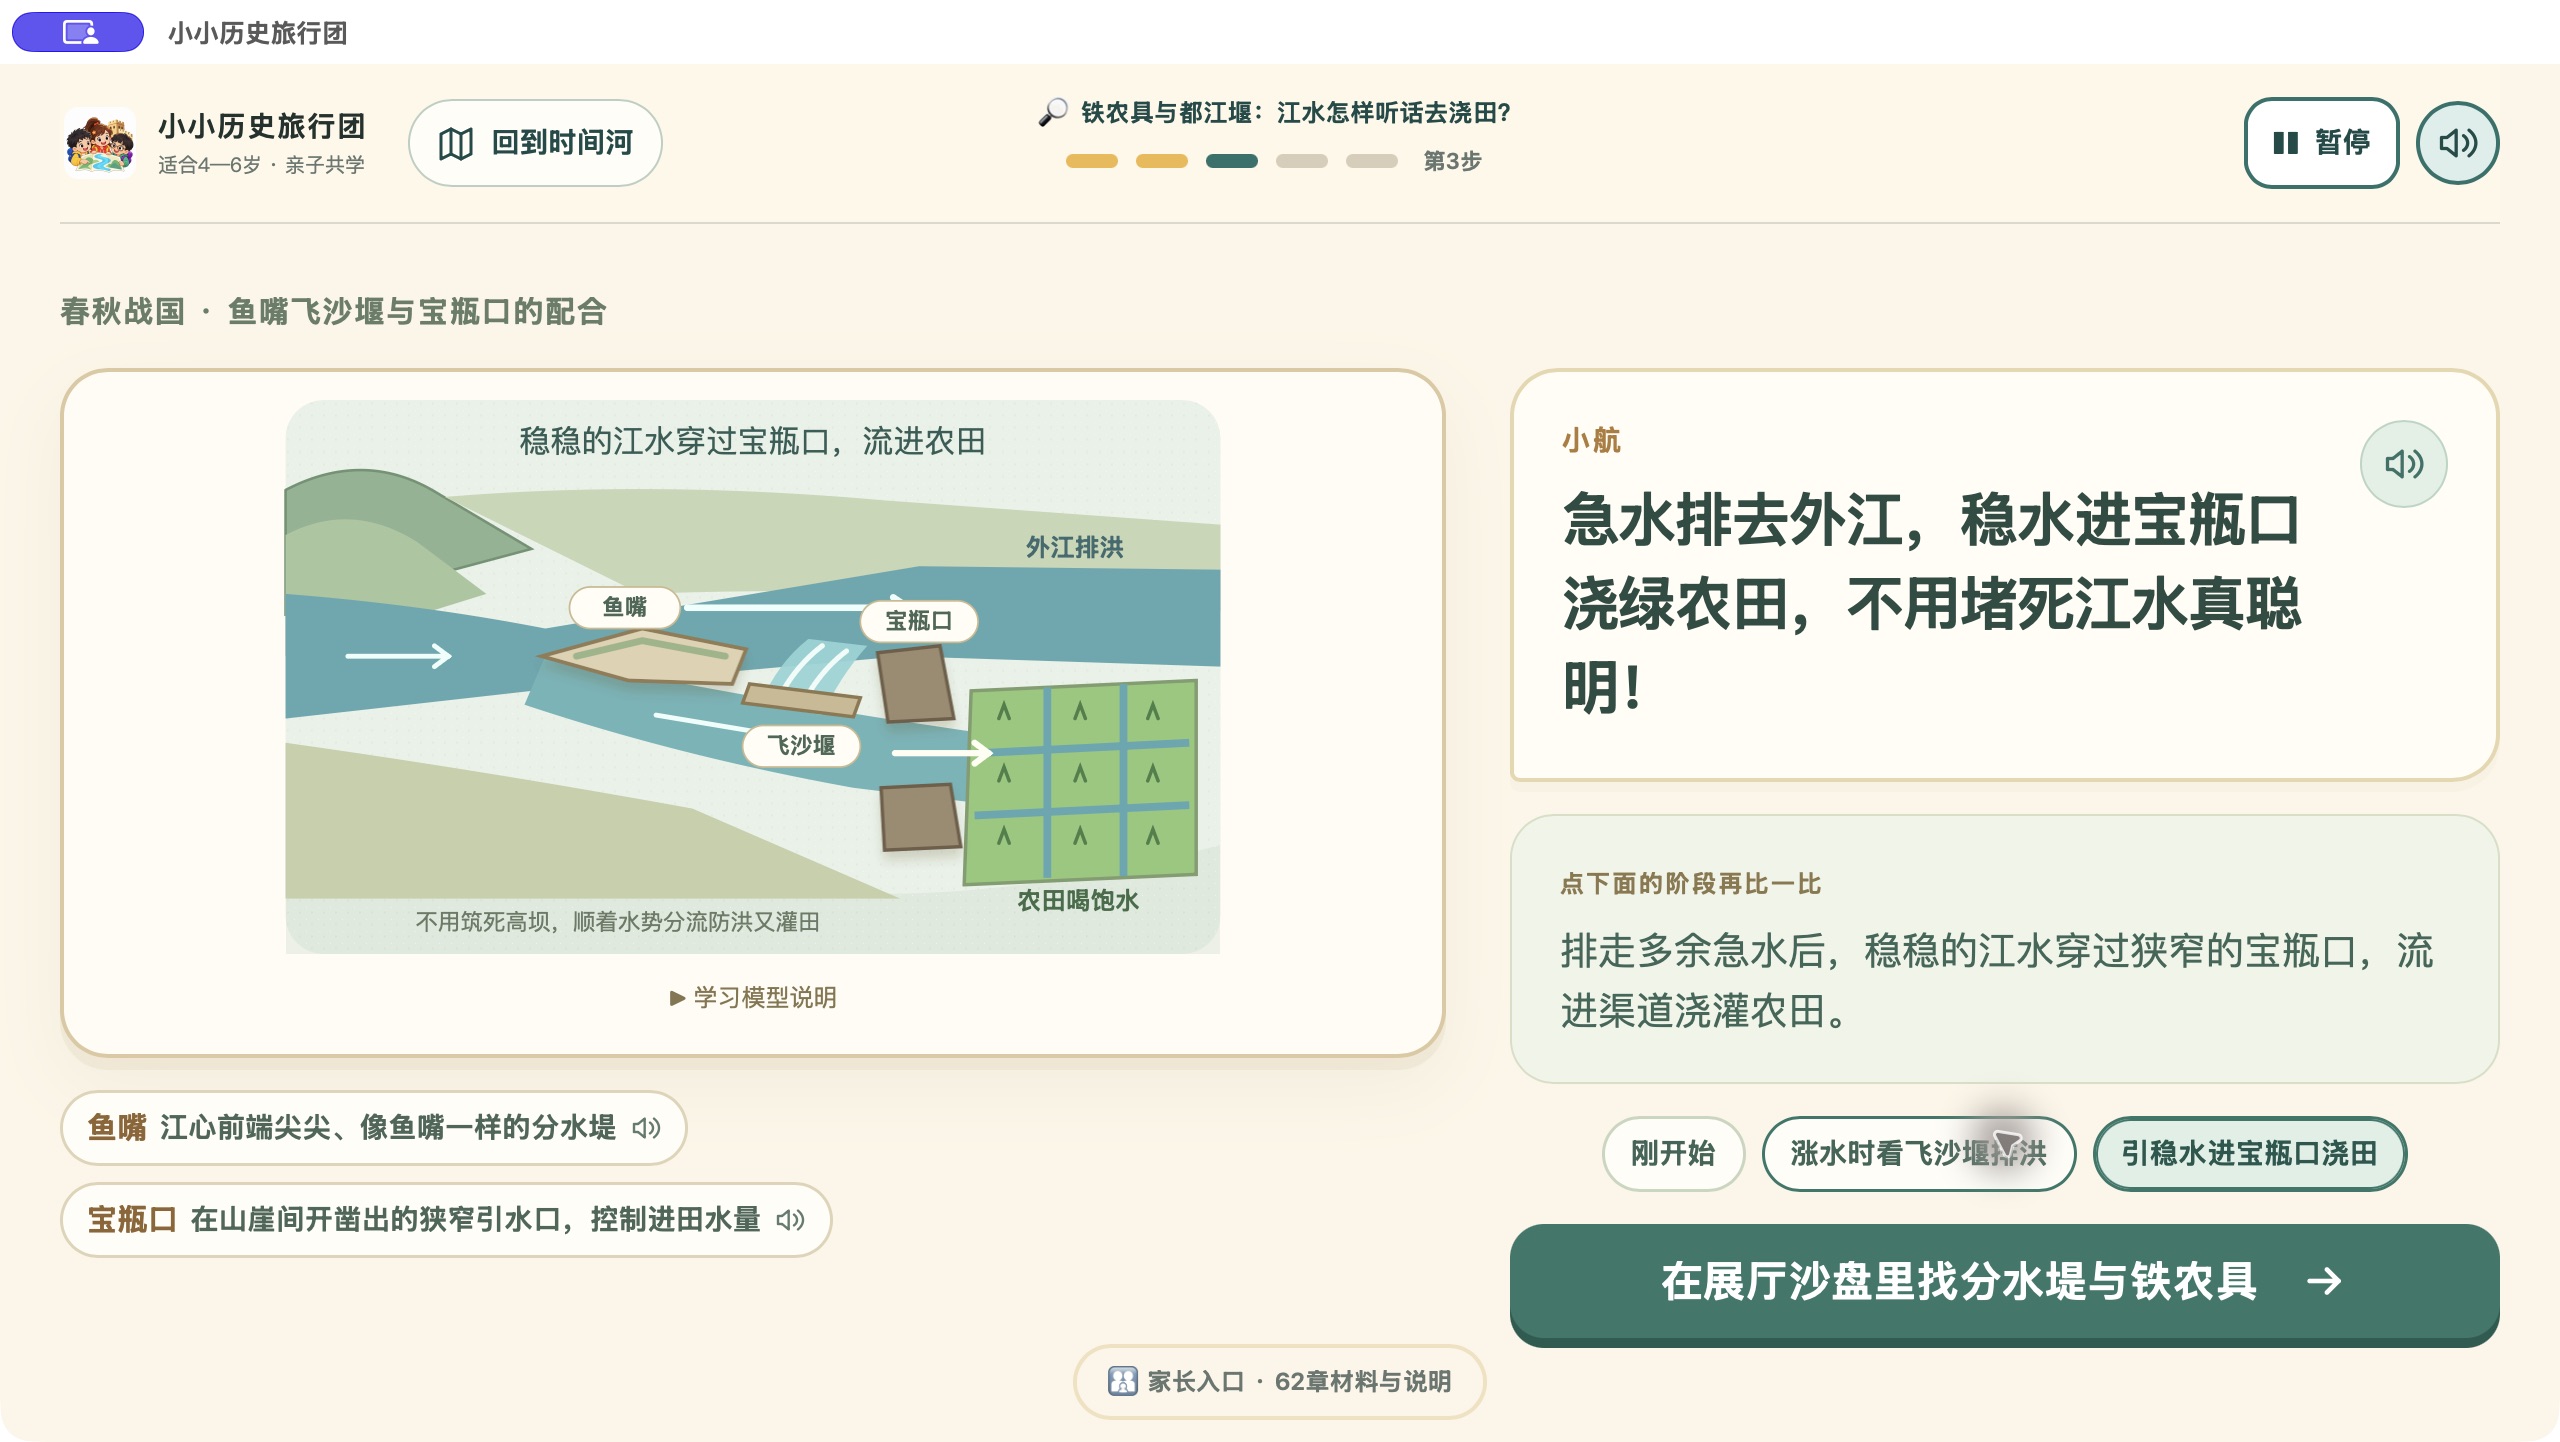 小小历史旅行团
小小历史旅行团
适合4—6岁 · 亲子共学
回到时间河
铁农具与都江堰：江水怎样听话去浇田？
第3步
暂停
春秋战国 · 鱼嘴飞沙堰与宝瓶口的配合
稳稳的江水穿过宝瓶口，流进农田
外江排洪
鱼嘴
宝瓶口
飞沙堰
农田喝饱水
不用筑死高坝，顺着水势分流防洪又灌田
学习模型说明
鱼嘴 江心前端尖尖、像鱼嘴一样的分水堤
宝瓶口 在山崖间开凿出的狭窄引水口，控制进田水量
小航
急水排去外江，稳水进宝瓶口
浇绿农田，不用堵死江水真聪
明！
点下面的阶段再比一比
排走多余急水后，稳稳的江水穿过狭窄的宝瓶口，流
进渠道浇灌农田。
刚开始
涨水时看飞沙堰排洪
引稳水进宝瓶口浇田
在展厅沙盘里找分水堤与铁农具
家长入口 · 62章材料与说明